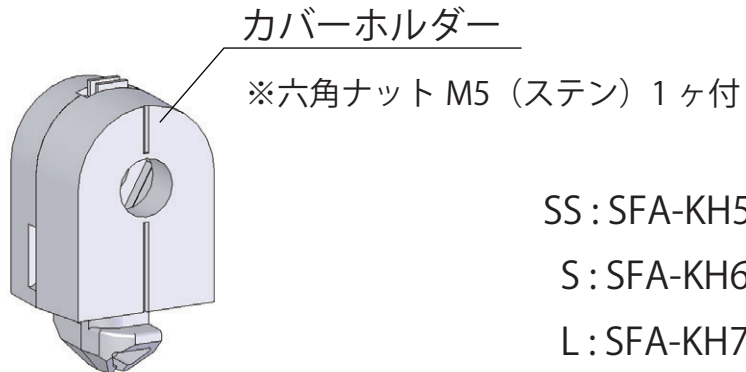 カバーホルダー
※六角ナット M5（ステン）1 ヶ付
SS : SFA-KH5
S : SFA-KH6
L : SFA-KH7